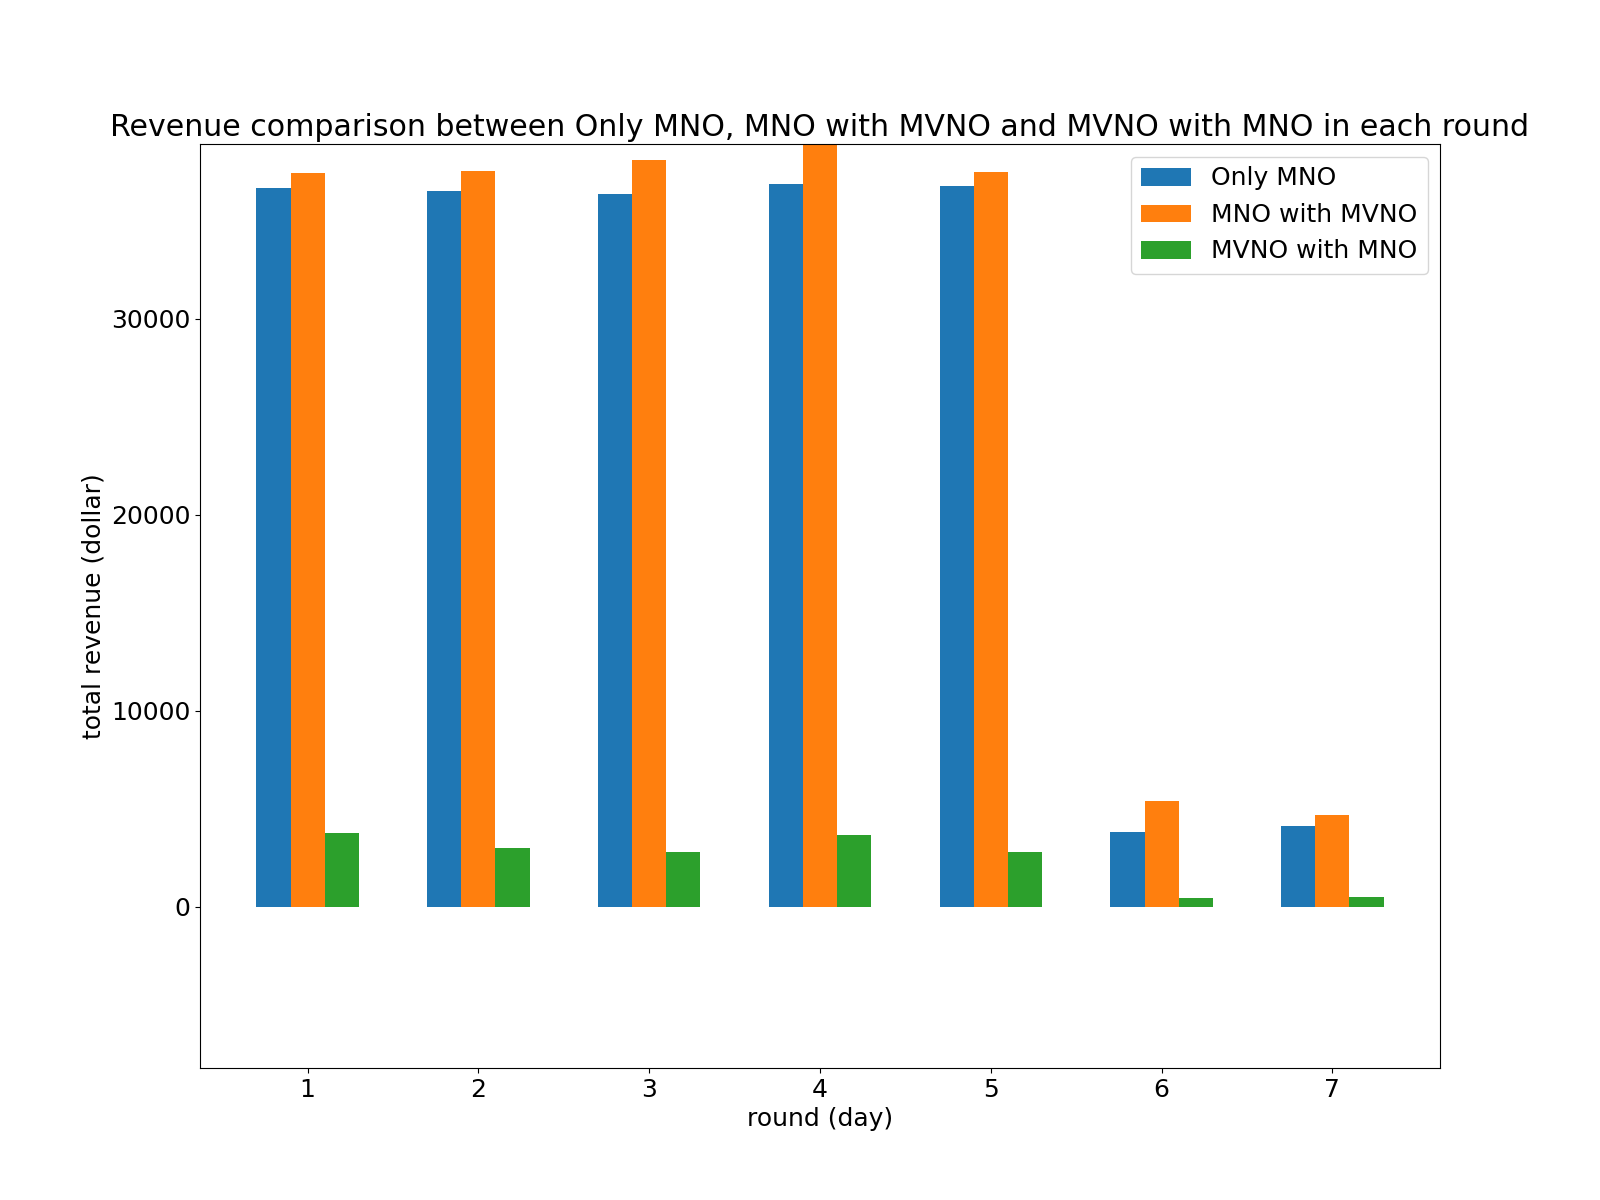 Revenue comparison between Only MNO, MNO with MVNO and MVNO with MNO in each round
Only MNO
MNO with MVNO
MVNO with MNO
total revenue (dollar)
30000
20000
10000
0
1 2 3 4 5 6 7
round (day)